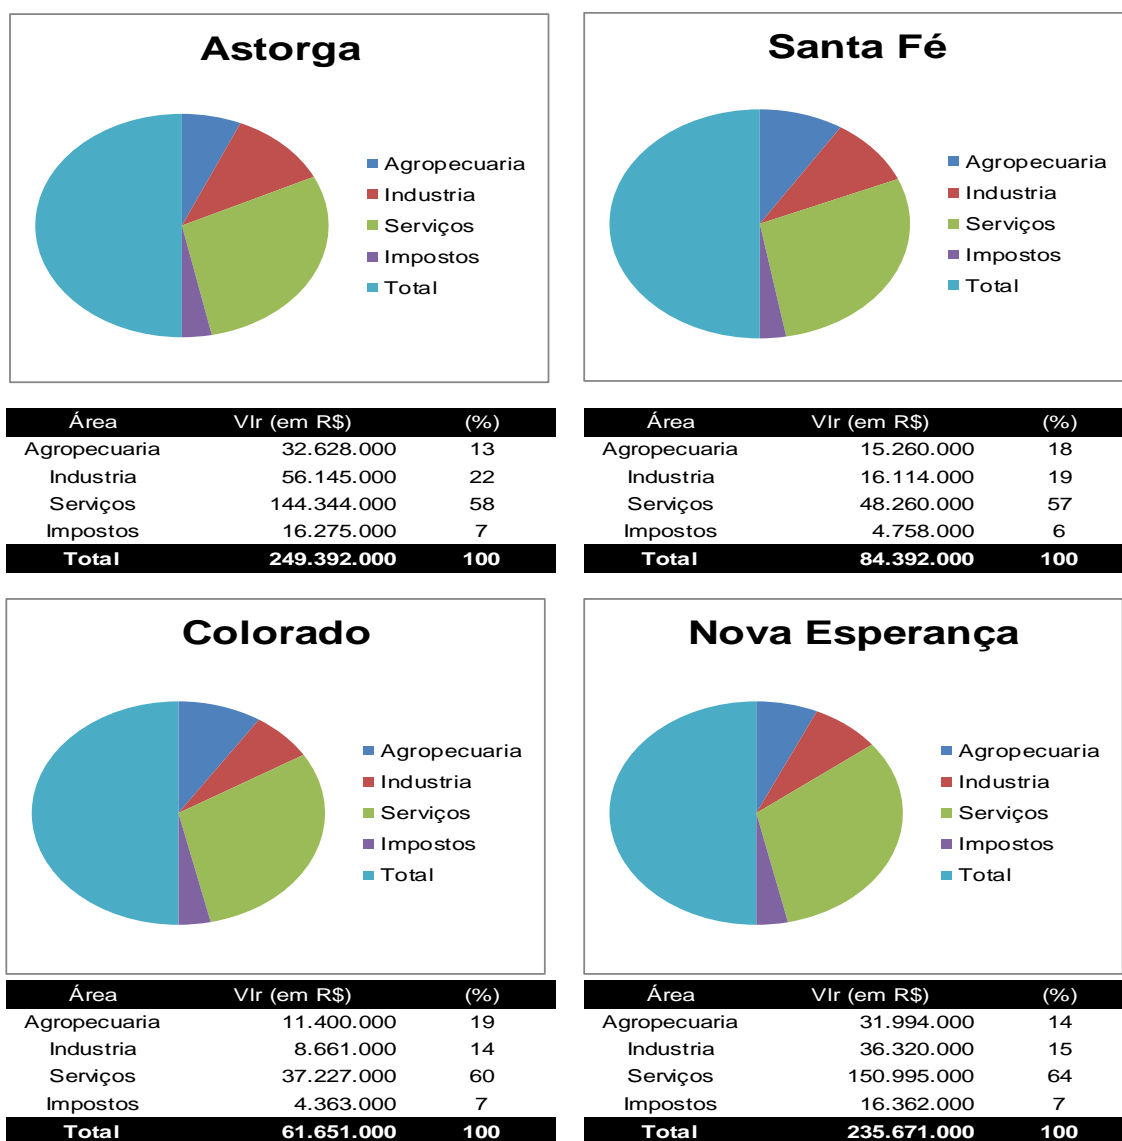 Astorga
Agropecuaria
Industria
Serviços
Impostos
Total
Área Vlr (em R$) (%)
Agropecuaria 32.628.000 13
Industria 56.145.000 22
Serviços 144.344.000 58
Impostos 16.275.000 7
Total 249.392.000 100
Santa Fé
Agropecuaria
Industria
Serviços
Impostos
Total
Área Vlr (em R$) (%)
Agropecuaria 15.260.000 18
Industria 16.114.000 19
Serviços 48.260.000 57
Impostos 4.758.000 6
Total 84.392.000 100
Colorado
Agropecuaria
Industria
Serviços
Impostos
Total
Área Vlr (em R$) (%)
Agropecuaria 11.400.000 19
Industria 8.661.000 14
Serviços 37.227.000 60
Impostos 4.363.000 7
Total 61.651.000 100
Nova Esperança
Agropecuaria
Industria
Serviços
Impostos
Total
Área Vlr (em R$) (%)
Agropecuaria 31.994.000 14
Industria 36.320.000 15
Serviços 150.995.000 64
Impostos 16.362.000 7
Total 235.671.000 100